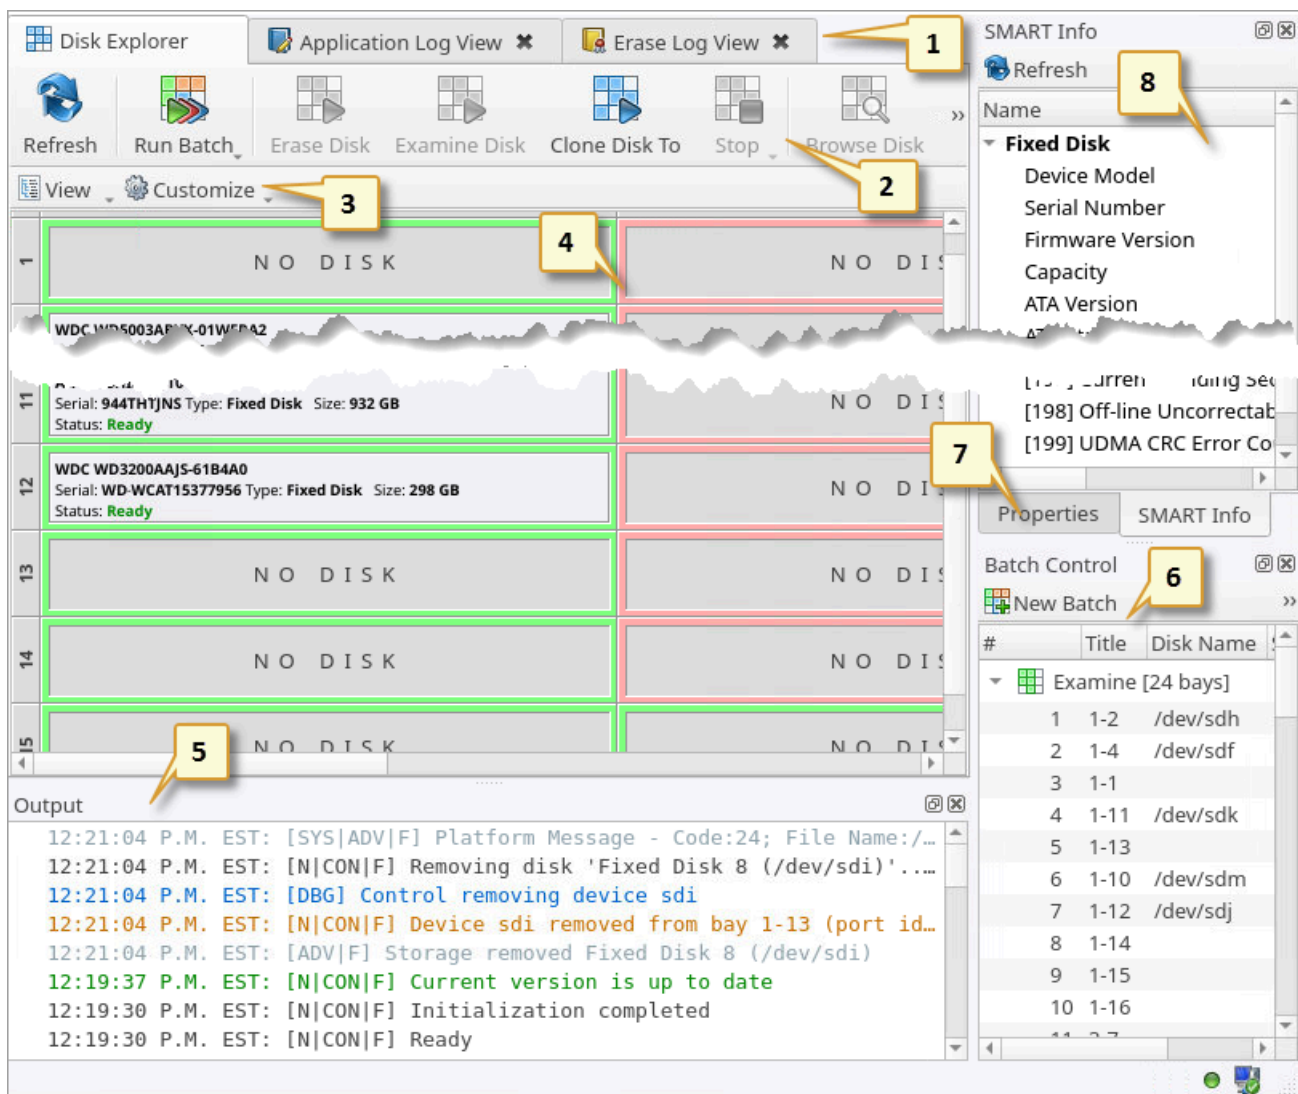 Disk Explorer
Application Log View
Erase Log View
1
Refresh
Run Batch
Erase Disk
Examine Disk
Clone Disk To
Stop
Browse Disk
»
2
View
Customize
3
4
1
NO DISK
NO DIS
WDC
11
Serial: 944THTJNS Type: Fixed Disk Size: 932 GB
Status: Ready
NO DIS
12
WDC WD3200AAJS-61B4A0
Serial: WD-WCAT15377956 Type: Fixed Disk Size: 298 GB
Status: Ready
NO DIS
13
NO DISK
NO DIS
14
NO DISK
NO DIS
15
NO DISK
NO DIS
5
Output
12:21:04 P.M. EST: [SYS|ADV|F] Platform Message - Code:24; File Name:/…
12:21:04 P.M. EST: [N|CON|F] Removing disk 'Fixed Disk 8 (/dev/sdi)'..…
12:21:04 P.M. EST: [DBG] Control removing device sdi
12:21:04 P.M. EST: [N|CON|F] Device sdi removed from bay 1-13 (port id…
12:21:04 P.M. EST: [ADV|F] Storage removed Fixed Disk 8 (/dev/sdi)
12:19:37 P.M. EST: [N|CON|F] Current version is up to date
12:19:30 P.M. EST: [N|CON|F] Initialization completed
12:19:30 P.M. EST: [N|CON|F] Ready
SMART Info
Refresh
8
Name
Fixed Disk
Device Model
Serial Number
Firmware Version
Capacity
ATA Version
[198] Off-line Uncorrectab
[199] UDMA CRC Error Co
7
Properties
SMART Info
Batch Control
6
New Batch
»
# Title Disk Name
Examine [24 bays]
1 1-2 /dev/sdh
2 1-4 /dev/sdf
3 1-1
4 1-11 /dev/sdk
5 1-13
6 1-10 /dev/sdm
7 1-12 /dev/sdj
8 1-14
9 1-15
10 1-16